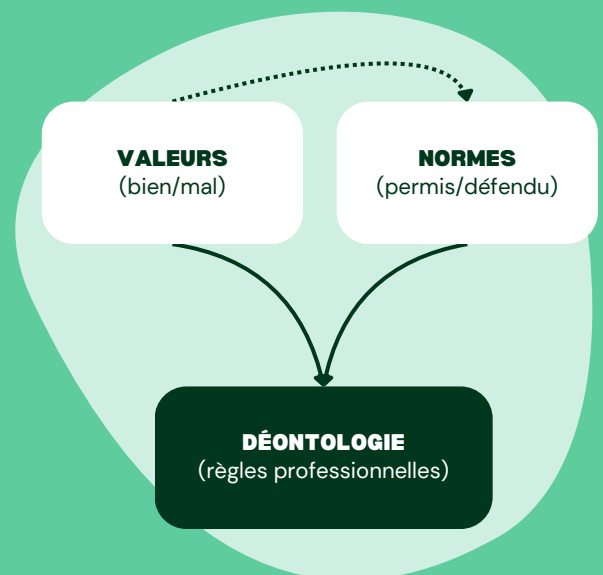 VALEURS
(bien/mal)
NORMES
(permis/défendu)
DÉONTOLOGIE
(règles professionnelles)